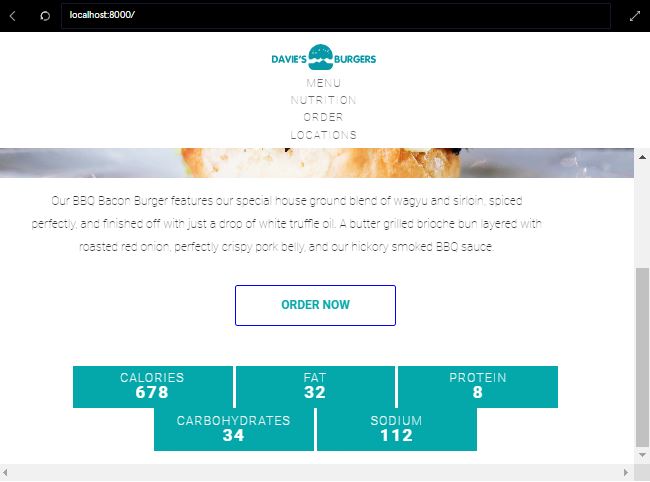 localhost:8000/
DAVIE'S BURGERS
MENU
NUTRITION
ORDER
LOCATIONS
Our BBQ Bacon Burger features our special house ground blend of wagyu and sirloin, spiced
perfectly, and finished off with just a drop of white truffle oil. A butter grilled brioche bun layered with
roasted red onion, perfectly crispy pork belly, and our hickory smoked BBQ sauce.
ORDER NOW
CALORIES FAT PROTEIN
678 32 8
CARBOHYDRATES SODIUM
34 112